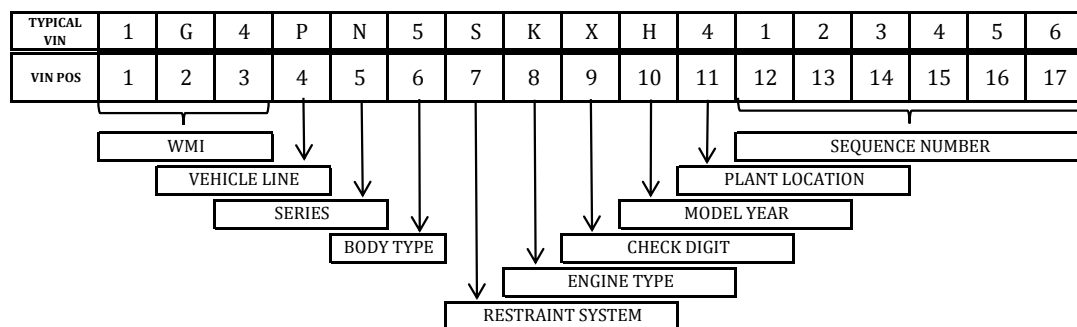 TYPICAL VIN 1 G 4 P N 5 S K X H 4 1 2 3 4 5 6
VIN POS 1 2 3 4 5 6 7 8 9 10 11 12 13 14 15 16 17
WMI SEQUENCE NUMBER
VEHICLE LINE PLANT LOCATION
SERIES MODEL YEAR
BODY TYPE CHECK DIGIT
ENGINE TYPE
RESTRAINT SYSTEM